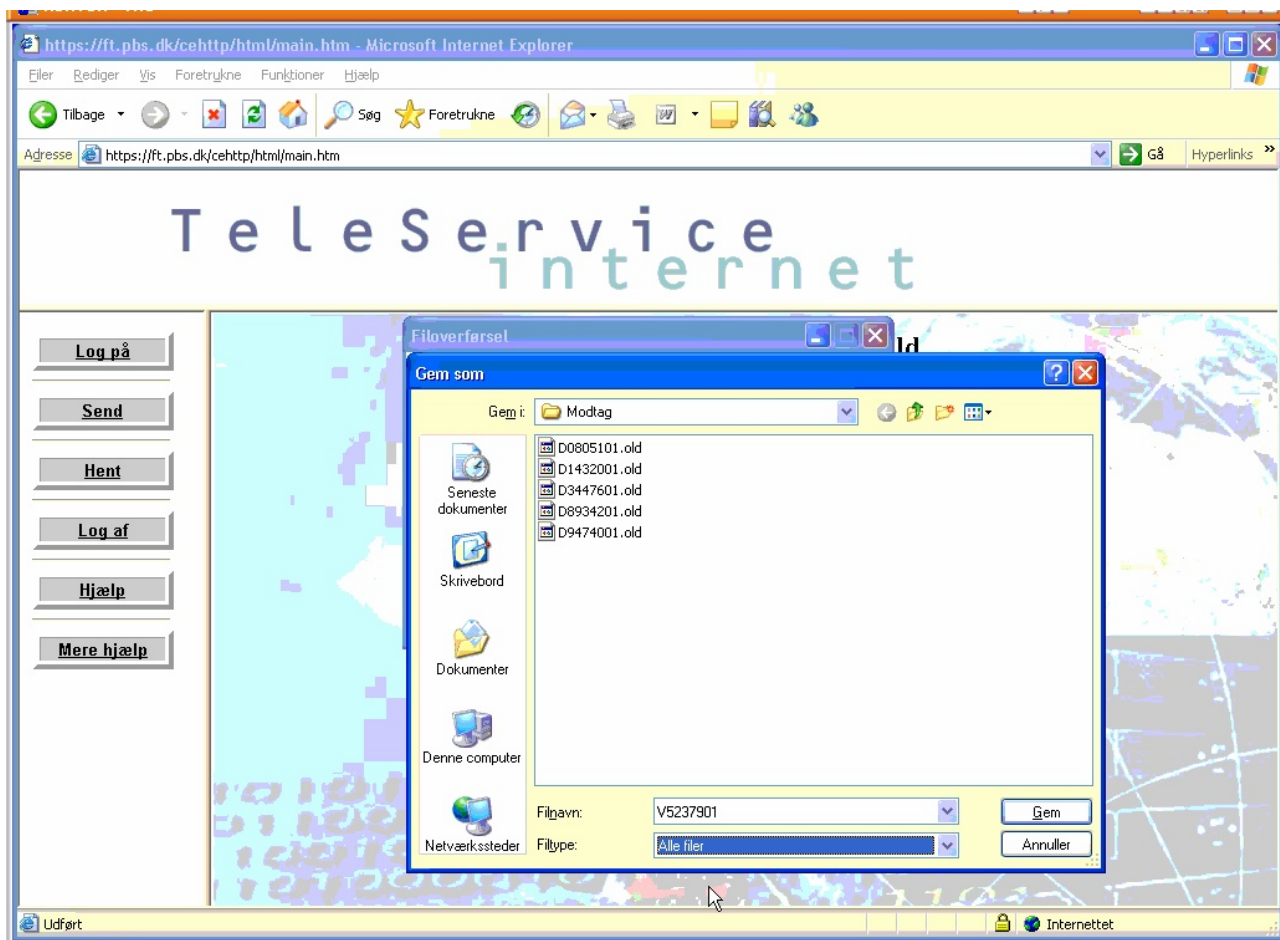 https://ft.pbs.dk/cehttp/html/main.htm - Microsoft Internet Explorer
Filer Rediger Vis Foretrukne Funktioner Hjælp
Tilbage Søg Foretrukne
Adresse https://ft.pbs.dk/cehttp/html/main.htm Gå Hyperlinks »
TeleService
internet
Log på
Send
Hent
Log af
Hjælp
Mere hjælp
Filoverførsel
ld
Gem som
Gem i: Modtag
Seneste dokumenter
Skrivebord
Dokumenter
Denne computer
Netværkssteder
D0805101.old
D1432001.old
D3447601.old
D8934201.old
D9474001.old
Filnavn: V5237901 Gem
Filtype: Alle filer Annuller
Udført Internettet